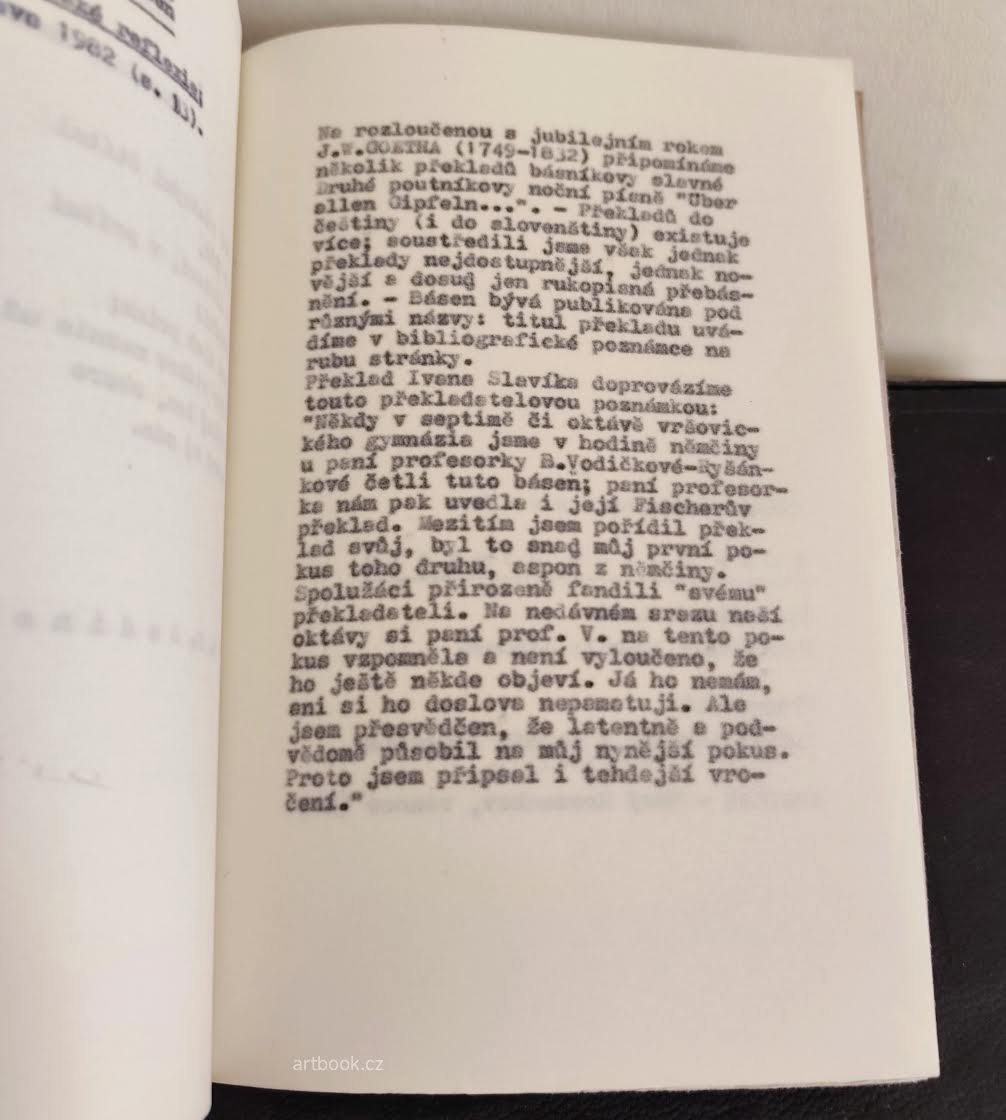 ké reflexi
1982 (s. 13).
Na rozloučenou s jubilejním rokem
J.W.GOETHA (1749-1832) připomínáme
několik překladů básníkovy slavné
Druhé poutníkovy noční písně "Über
allen Gipfeln...". - Překladů do
češtiny (i do slovenštiny) existuje
více; soustředili jsme však jednak
překlady nejdostupnější, jednak no-
vější a dosud jen rukopisná přebás-
nění. - Básen bývá publikována pod
různými názvy: titul překladu uvá-
díme v bibliografické poznámce na
rubu stránky.
Překlad Ivana Slavíka doprovázíme
touto překladatelovou poznámkou:
"Někdy v septimě či oktávě vršovic-
kého gymnázia jsme v hodině němčiny
u paní profesorky B.Vodičkové-Ryšán-
kové četli tuto básen; paní profesor-
ka nám pak uvedla i její Fischerův
překlad. Mezitím jsem pořídil přek-
lad svůj, byl to snad můj první po-
kus toho druhu, aspon z němčiny.
Spolužáci přirozeně fandili "svému"
překladateli. Na nedávném srazu naší
oktávy si paní prof. V. na tento po-
kus vzpomněla a není vyloučeno, že
ho ještě někde objeví. Já ho nemám,
ani si ho doslova nepamatuji. Ale
jsem přesvědčen, že latentně a pod-
vědomě působil na můj nynější pokus.
Proto jsem připsal i tehdejší vro-
čení."
artbook.cz